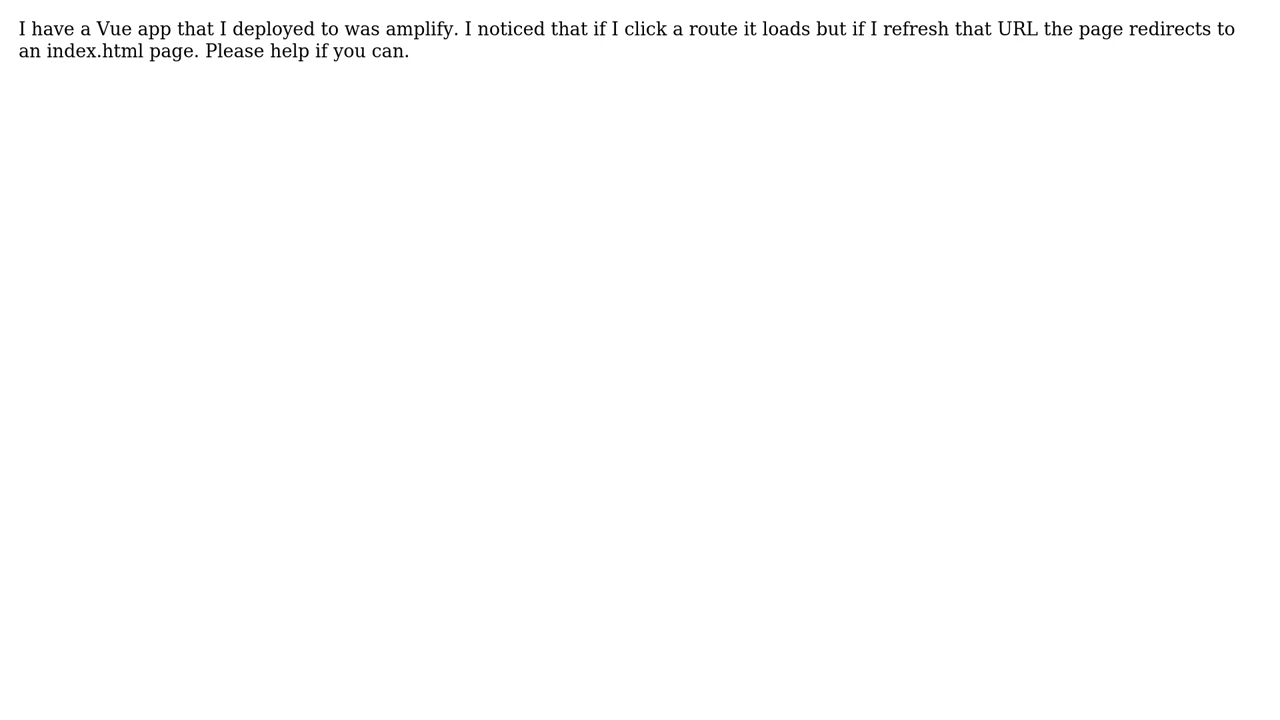 I have a Vue app that I deployed to was amplify. I noticed that if I click a route it loads but if I refresh that URL the page redirects to
an index.html page. Please help if you can.